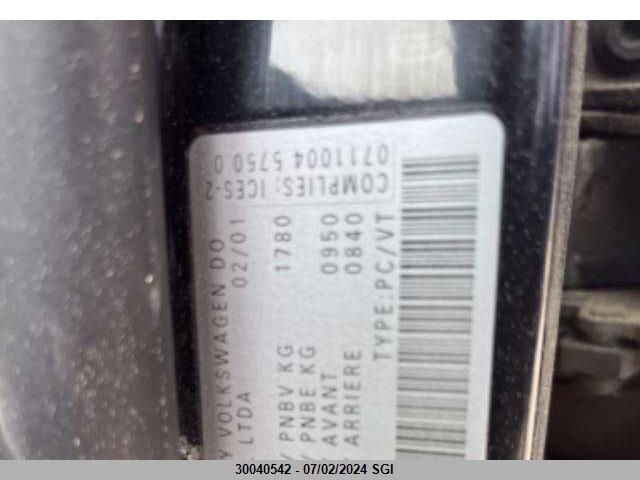 Y VOLKSWAGEN DO
LTDA 02/01
/ PNBV KG 1780
/ PNBE KG
/ AVANT 0950
/ ARRIERE 0840
TYPE:PC/VT
COMPLIES: ICES-2
0711004 5750 0
30040542 - 07/02/2024 SGI